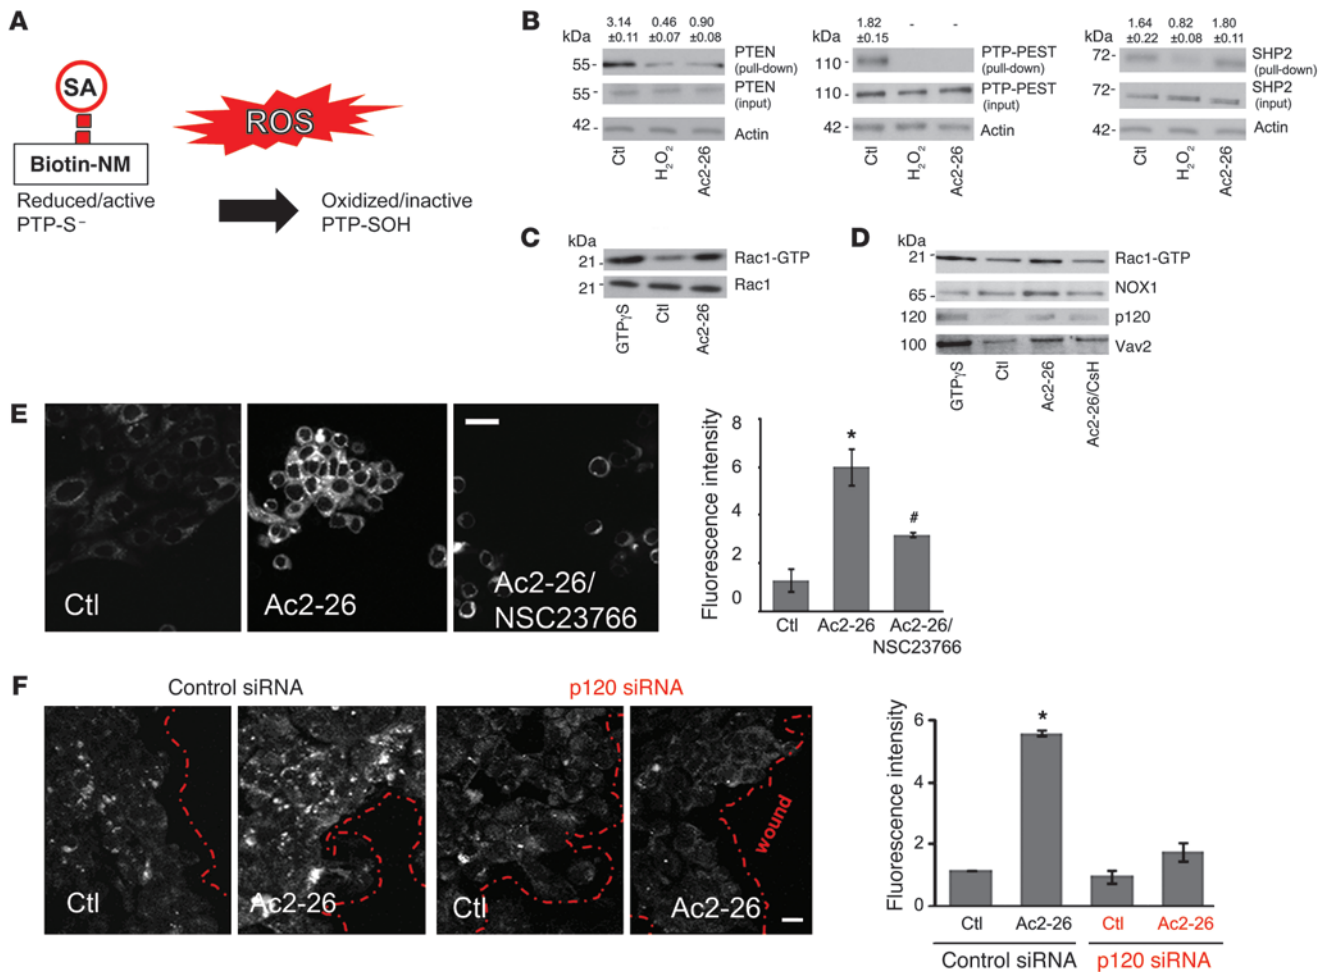 A
SA
Biotin-NM
Reduced/active
PTP-S⁻
ROS
Oxidized/inactive
PTP-SOH
B
kDa
3.14 0.46 0.90
±0.11 ±0.07 ±0.08
55- PTEN
(pull-down)
55- PTEN
(input)
42- Actin
Ctl H₂O₂ Ac2-26
kDa
1.82 - -
±0.15
110- PTP-PEST
(pull-down)
110- PTP-PEST
(input)
42- Actin
Ctl H₂O₂ Ac2-26
kDa
1.64 0.82 1.80
±0.22 ±0.08 ±0.11
72- SHP2
(pull-down)
72- SHP2
(input)
42- Actin
Ctl H₂O₂ Ac2-26
C
kDa
21- Rac1-GTP
21- Rac1
GTPγS Ctl Ac2-26
D
kDa
21- Rac1-GTP
65- NOX1
120 p120
100 Vav2
GTPγS Ctl Ac2-26 Ac2-26/CsH
E
Ctl
Ac2-26
Ac2-26/
NSC23766
Fluorescence intensity
8
6
4
2
0
*
#
Ctl Ac2-26 Ac2-26/
NSC23766
F
Control siRNA
p120 siRNA
Ctl
Ac2-26
Ctl
Ac2-26
wound
Fluorescence intensity
6
4
2
0
*
Ctl Ac2-26 Ctl Ac2-26
Control siRNA p120 siRNA